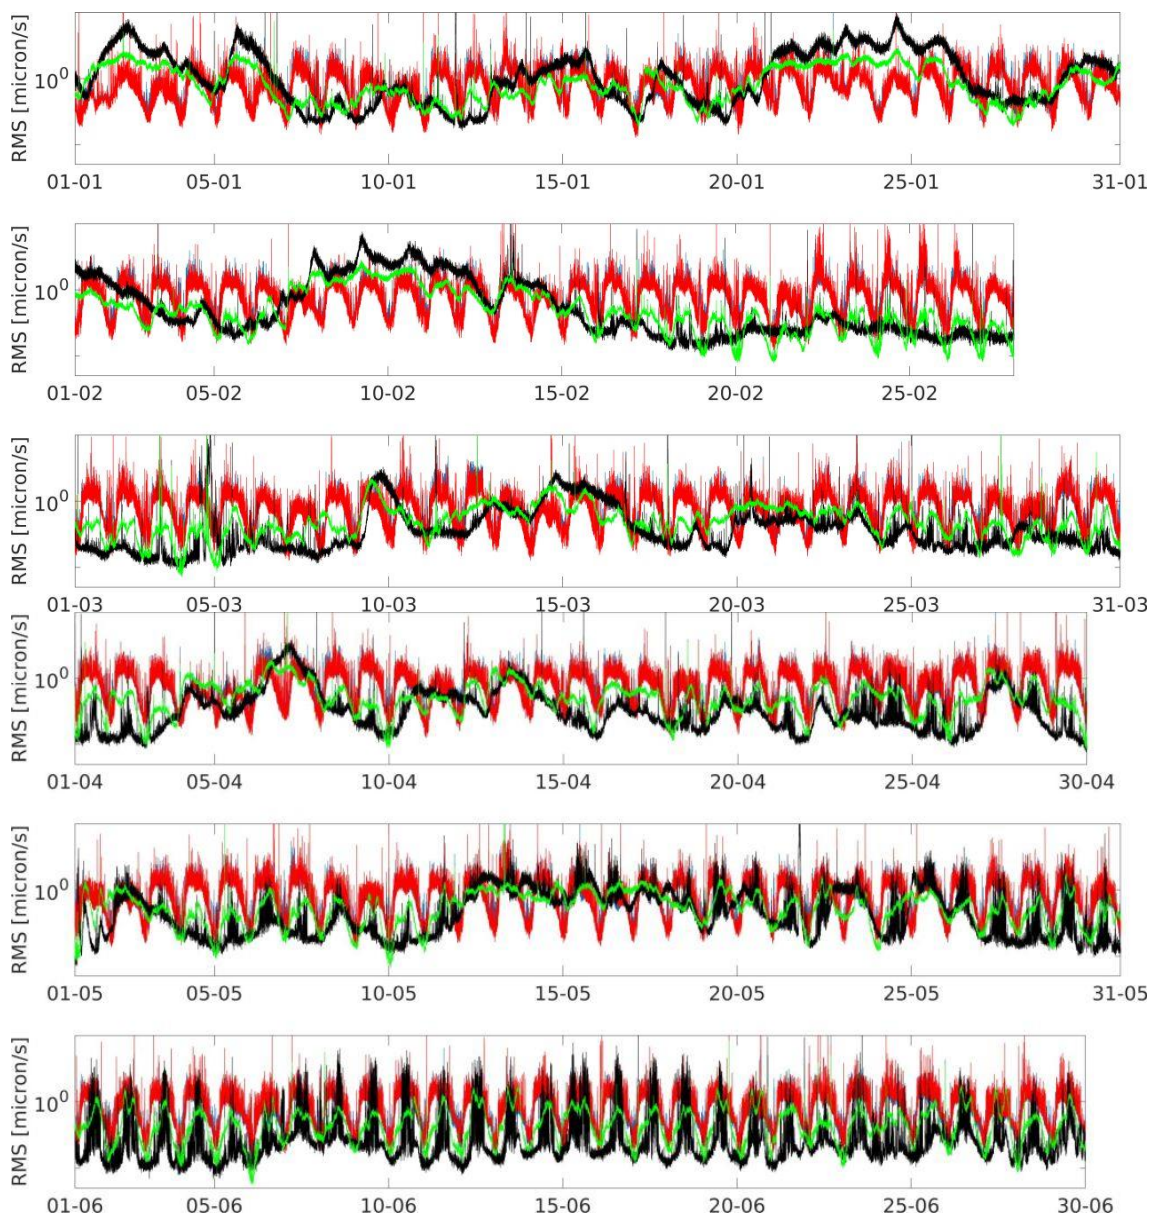 RMS [micron/s]
10⁰
01-01 05-01 10-01 15-01 20-01 25-01 31-01
RMS [micron/s]
10⁰
01-02 05-02 10-02 15-02 20-02 25-02
RMS [micron/s]
10⁰
01-03 05-03 10-03 15-03 20-03 25-03 31-03
RMS [micron/s]
10⁰
01-04 05-04 10-04 15-04 20-04 25-04 30-04
RMS [micron/s]
10⁰
01-05 05-05 10-05 15-05 20-05 25-05 31-05
RMS [micron/s]
10⁰
01-06 05-06 10-06 15-06 20-06 25-06 30-06